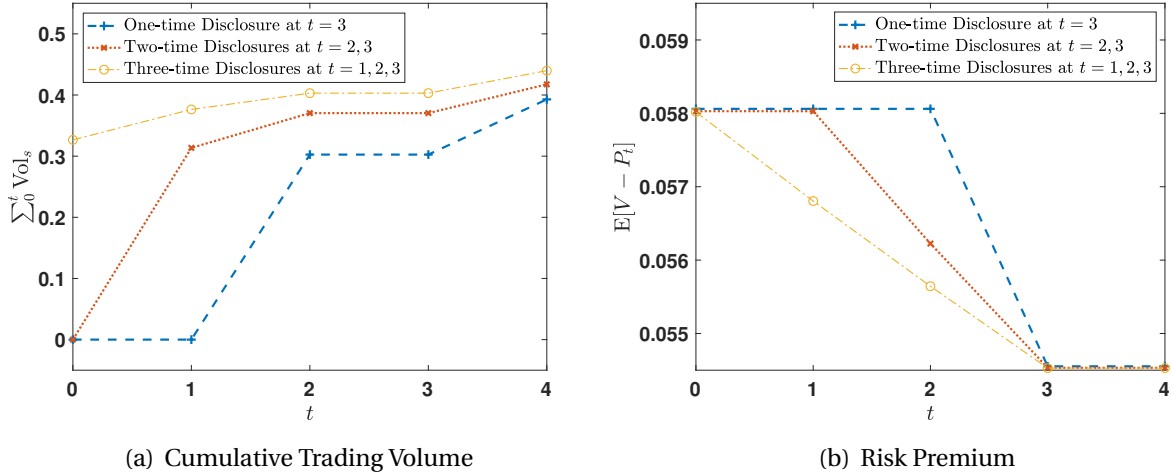 One-time Disclosure at t = 3
Two-time Disclosures at t = 2, 3
Three-time Disclosures at t = 1, 2, 3
0.5
0.4
0.3
0.2
0.1
0
∑₀ᵗ Volₛ
0 1 2 3 4
t
(a) Cumulative Trading Volume
One-time Disclosure at t = 3
Two-time Disclosures at t = 2, 3
Three-time Disclosures at t = 1, 2, 3
0.059
0.058
0.057
0.056
0.055
E[V − Pₜ]
0 1 2 3 4
t
(b) Risk Premium